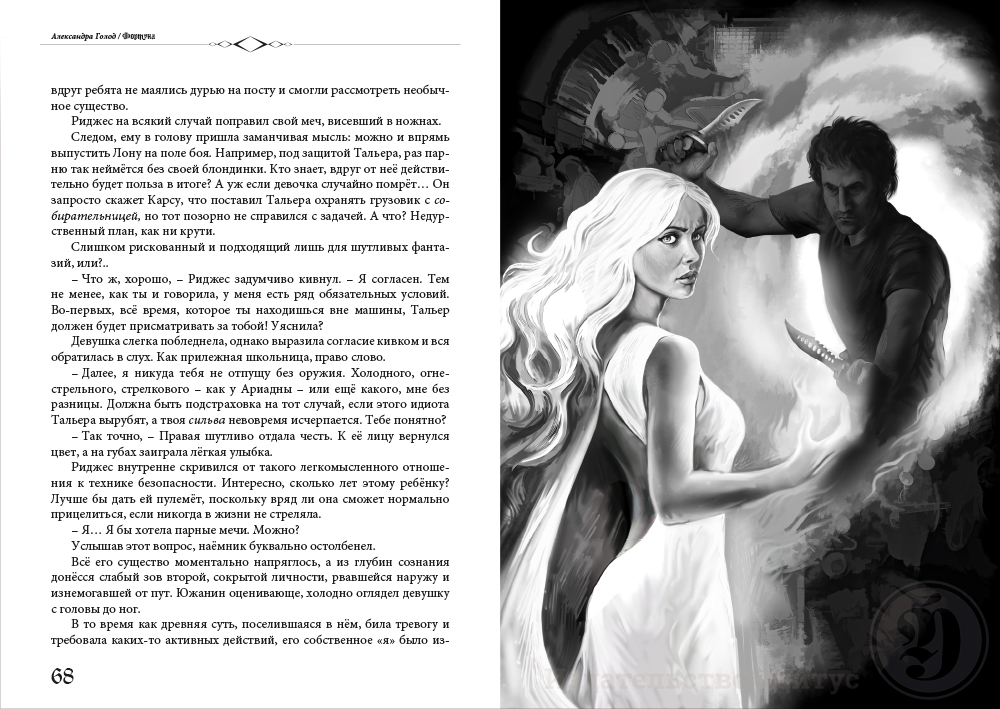 Александра Голод / Фортуна
вдруг ребята не маялись дурью на посту и смогли рассмотреть необыч-
ное существо.
Риджес на всякий случай поправил свой меч, висевший в ножнах.
Следом, ему в голову пришла заманчивая мысль: можно и впрямь
выпустить Лону на поле боя. Например, под защитой Тальера, раз пар-
ню так неймётся без своей блондинки. Кто знает, вдруг от неё действи-
тельно будет польза в итоге? А уж если девочка случайно помрёт… Он
запросто скажет Карсу, что поставил Тальера охранять грузовик с со-
бирательницей, но тот позорно не справился с задачей. А что? Недур-
ственный план, как ни крути.
Слишком рискованный и подходящий лишь для шутливых фанта-
зий, или?..
– Что ж, хорошо, – Риджес задумчиво кивнул. – Я согласен. Тем
не менее, как ты и говорила, у меня есть ряд обязательных условий.
Во-первых, всё время, которое ты находишься вне машины, Тальер
должен будет присматривать за тобой! Уяснила?
Девушка слегка побледнела, однако выразила согласие кивком и вся
обратилась в слух. Как прилежная школьница, право слово.
– Далее, я никуда тебя не отпущу без оружия. Холодного, огне-
стрельного, стрелкового – как у Ариадны – или ещё какого, мне без
разницы. Должна быть подстраховка на тот случай, если этого идиота
Тальера вырубят, а твоя сильва невовремя исчерпается. Тебе понятно?
– Так точно, – Правая шутливо отдала честь. К её лицу вернулся
цвет, а на губах заиграла лёгкая улыбка.
Риджес внутренне скривился от такого легкомысленного отноше-
ния к технике безопасности. Интересно, сколько лет этому ребёнку?
Лучше бы дать ей пулемёт, поскольку вряд ли она сможет нормально
прицелиться, если никогда в жизни не стреляла.
– Я… Я бы хотела парные мечи. Можно?
Услышав этот вопрос, наёмник буквально остолбенел.
Всё его существо моментально напряглось, а из глубин сознания
донёсся слабый зов второй, сокрытой личности, рвавшейся наружу и
изнемогавшей от пут. Южанин оценивающе, холодно оглядел девушку
с головы до ног.
В то время как древняя суть, поселившаяся в нём, била тревогу и
требовала каких-то активных действий, его собственное «я» было из-
68